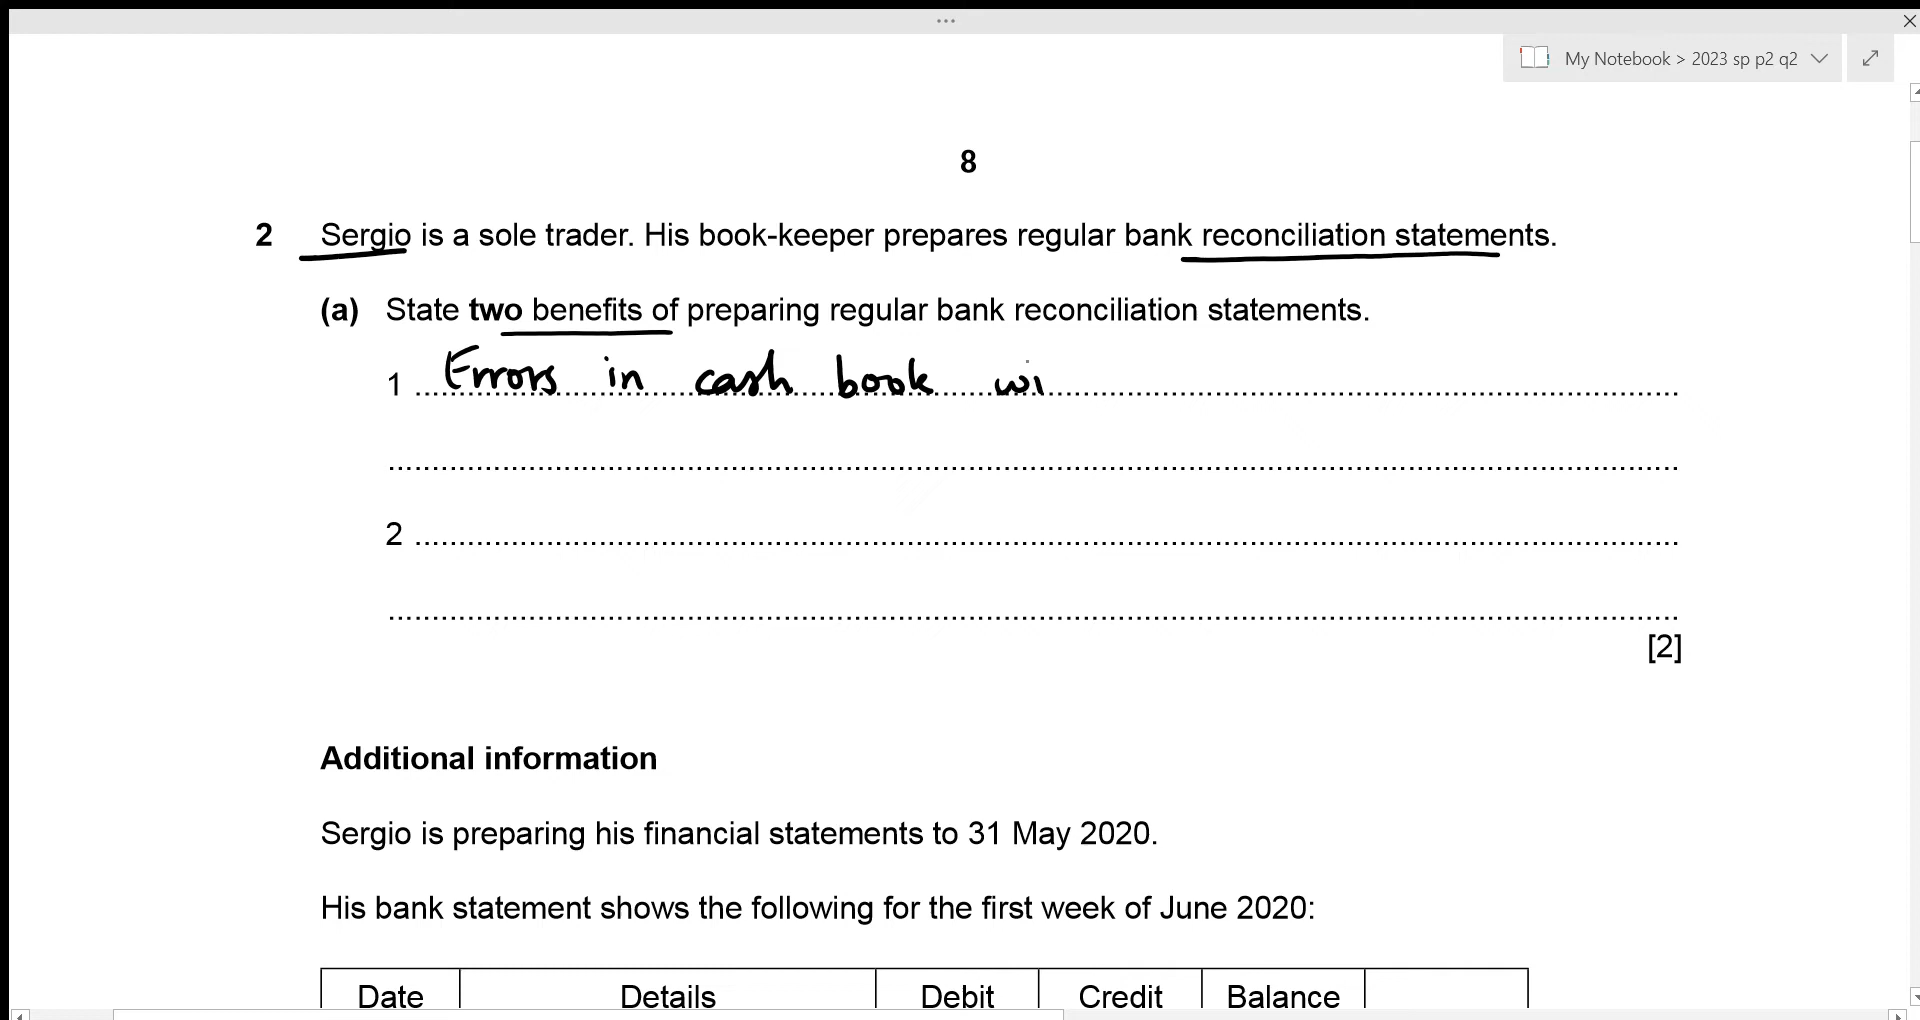 My Notebook > 2023 sp p2 q2
8
2 Sergio is a sole trader. His book-keeper prepares regular bank reconciliation statements.
(a) State two benefits of preparing regular bank reconciliation statements.
1 Errors in cash book wi
2
[2]
Additional information
Sergio is preparing his financial statements to 31 May 2020.
His bank statement shows the following for the first week of June 2020:
Date Details Debit Credit Balance